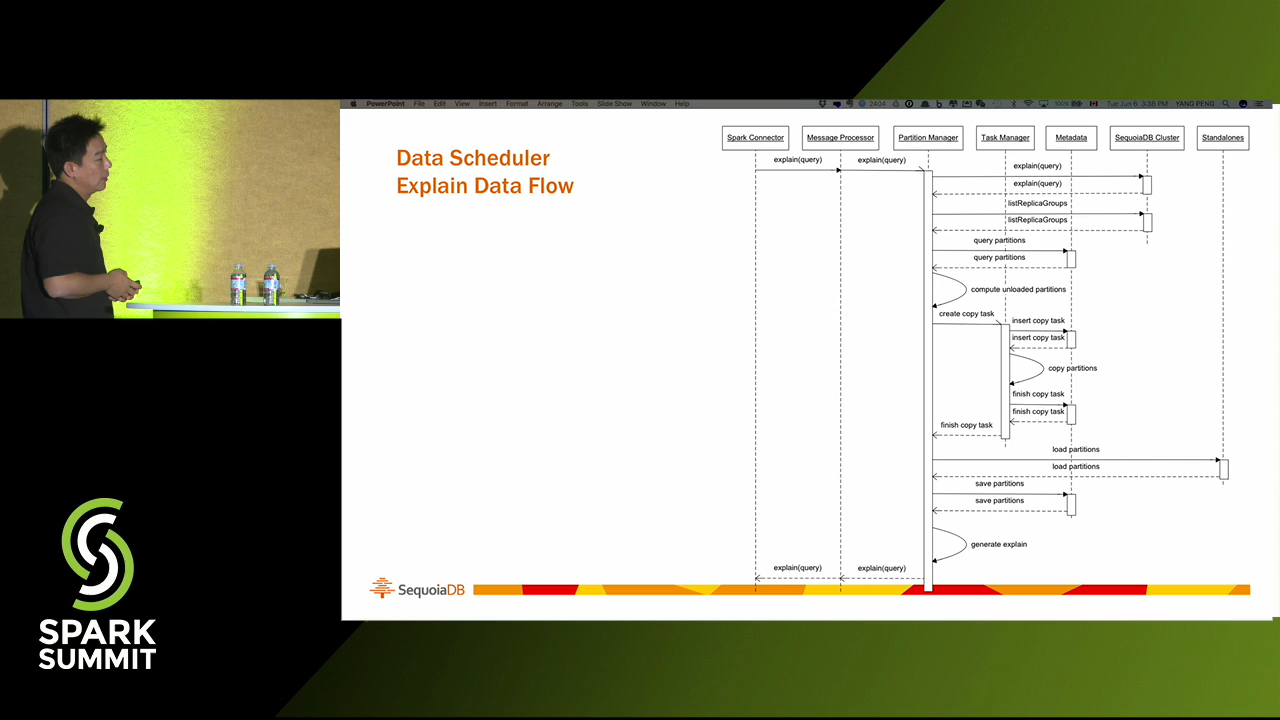 PowerPoint File Edit View Insert Format Arrange Tools Slide Show Window Help 2404 100% Tue Jun 6 3:35 PM YANG PENG
Data Scheduler
Explain Data Flow
Spark Connector Message Processor Partition Manager Task Manager Metadata SequoiaDB Cluster Standalones
explain(query) explain(query)
explain(query)
explain(query)
listReplicaGroups
listReplicaGroups
query partitions
query partitions
compute unloaded partitions
create copy task
insert copy task
insert copy task
copy partitions
finish copy task
finish copy task
finish copy task
load partitions
load partitions
save partitions
save partitions
generate explain
explain(query) explain(query)
SequoiaDB
SPARK
SUMMIT